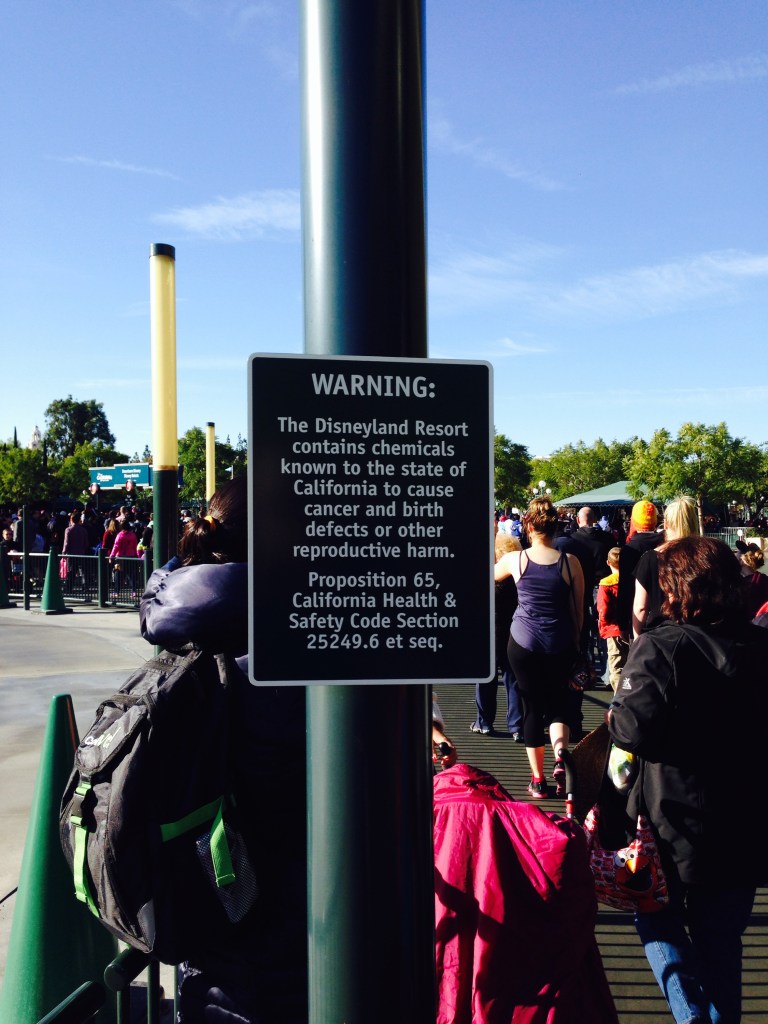 WARNING:
The Disneyland Resort
contains chemicals
known to the state of
California to cause
cancer and birth
defects or other
reproductive harm.
Proposition 65,
California Health &
Safety Code Section
25249.6 et seq.